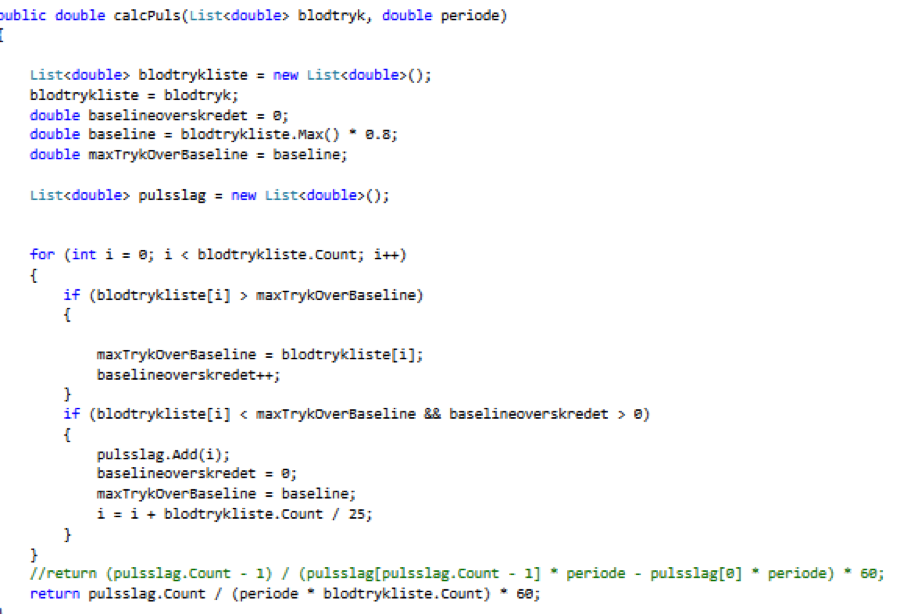 public double calcPuls(List<double> blodtryk, double periode)
{
List<double> blodtrykliste = new List<double>();
blodtrykliste = blodtryk;
double baselineoverskredet = 0;
double baseline = blodtrykliste.Max() * 0.8;
double maxTrykOverBaseline = baseline;
List<double> pulsslag = new List<double>();
for (int i = 0; i < blodtrykliste.Count; i++)
{
if (blodtrykliste[i] > maxTrykOverBaseline)
{
maxTrykOverBaseline = blodtrykliste[i];
baselineoverskredet++;
}
if (blodtrykliste[i] < maxTrykOverBaseline && baselineoverskredet > 0)
{
pulsslag.Add(i);
baselineoverskredet = 0;
maxTrykOverBaseline = baseline;
i = i + blodtrykliste.Count / 25;
}
}
//return (pulsslag.Count - 1) / (pulsslag[pulsslag.Count - 1] * periode - pulsslag[0] * periode) * 60;
return pulsslag.Count / (periode * blodtrykliste.Count) * 60;